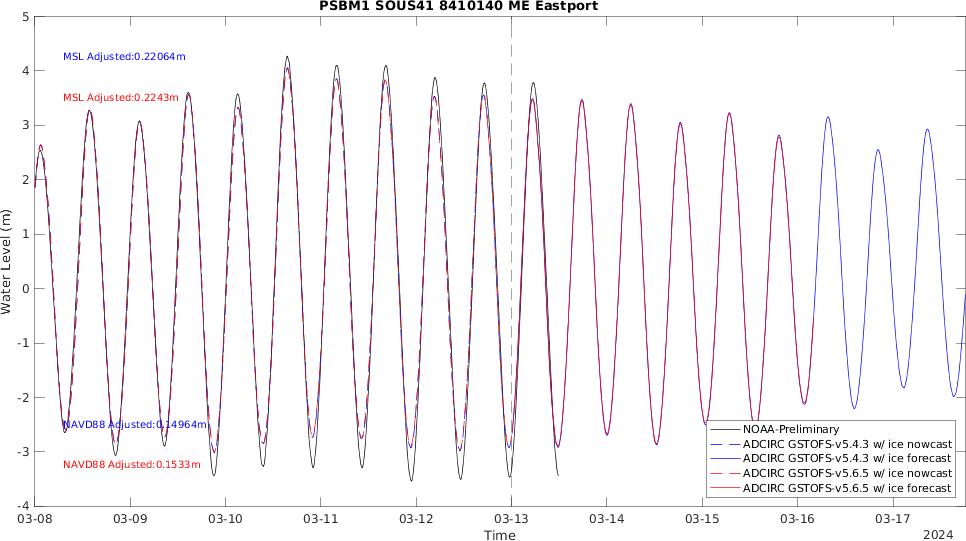 PSBM1 SOUS41 8410140 ME Eastport
5
4
3
2
1
0
-1
-2
-3
-4
Water Level (m)
MSL Adjusted:0.22064m
MSL Adjusted:0.2243m
NAVD88 Adjusted:0.14964m
NAVD88 Adjusted:0.1533m
NOAA-Preliminary
ADCIRC GSTOFS-v5.4.3 w/ ice nowcast
ADCIRC GSTOFS-v5.4.3 w/ ice forecast
ADCIRC GSTOFS-v5.6.5 w/ ice nowcast
ADCIRC GSTOFS-v5.6.5 w/ ice forecast
03-08 03-09 03-10 03-11 03-12 03-13 03-14 03-15 03-16 03-17
Time
2024